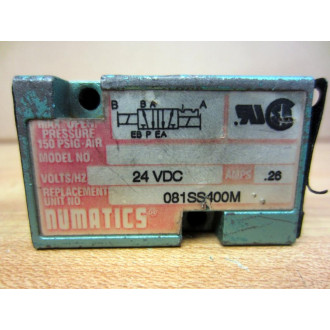 B B A A
EB P EA
MAX. OPER.
PRESSURE
150 PSIG-AIR
MODEL NO.
VOLTS/HZ 24 VDC AMPS .26
REPLACEMENT
UNIT NO. 081SS400M
NUMATICS®